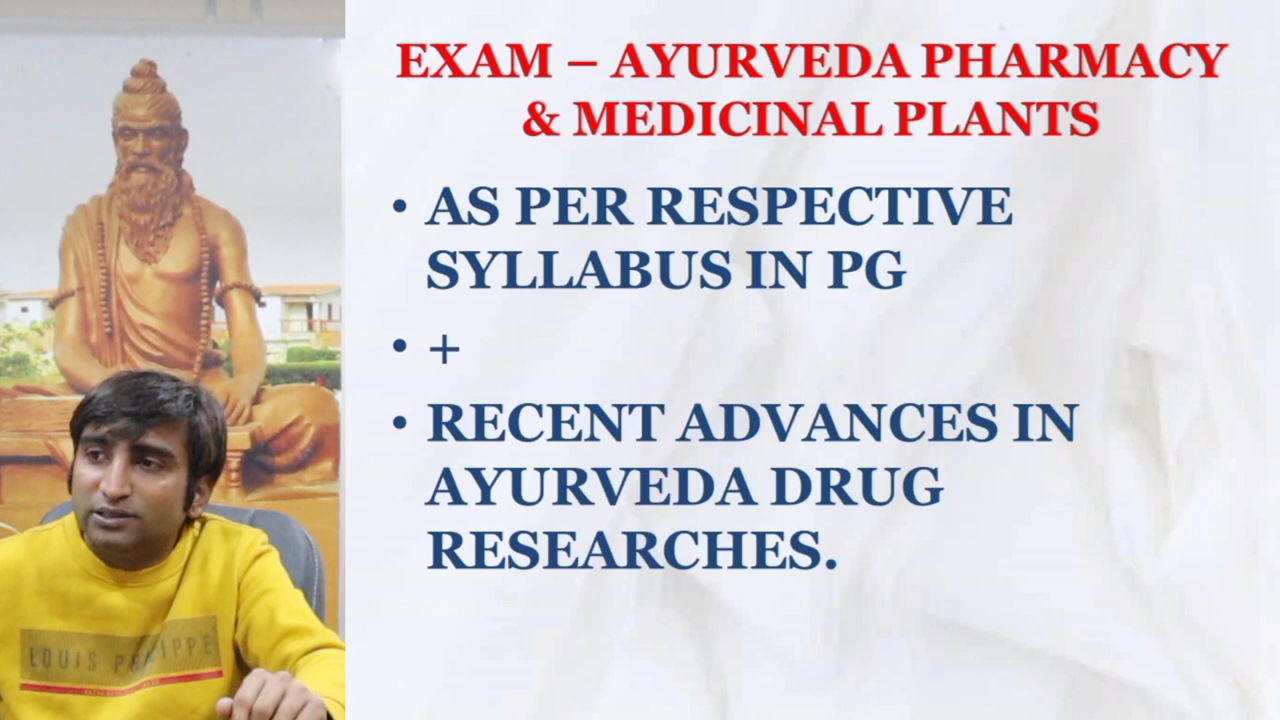 EXAM – AYURVEDA PHARMACY
& MEDICINAL PLANTS
• AS PER RESPECTIVE
SYLLABUS IN PG
• +
• RECENT ADVANCES IN
AYURVEDA DRUG
RESEARCHES.
LOUIS PHILIPPE